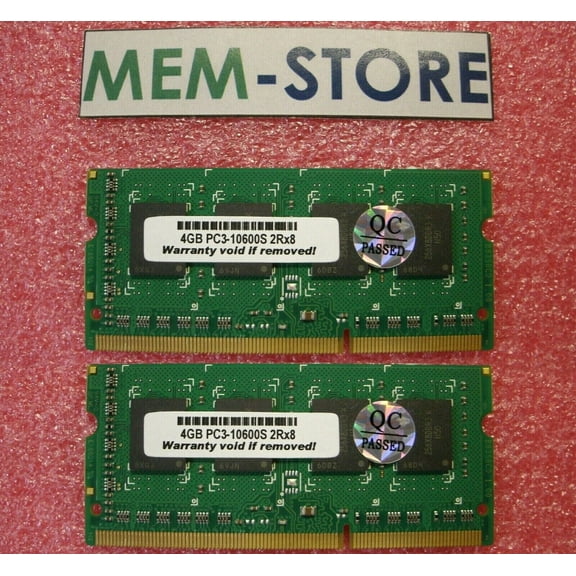 MEM-STORE
4GB PC3-10600S 2Rx8
Warranty void if removed!
QC
PASSED
4GB PC3-10600S 2Rx8
Warranty void if removed!
QC
PASSED